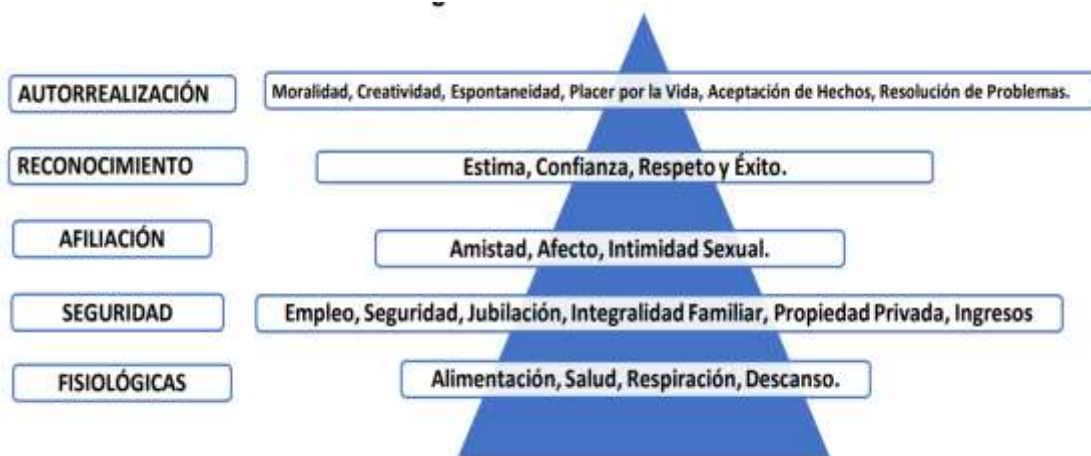 AUTORREALIZACIÓN
Moralidad, Creatividad, Espontaneidad, Placer por la Vida, Aceptación de Hechos, Resolución de Problemas.
RECONOCIMIENTO
Estima, Confianza, Respeto y Éxito.
AFILIACIÓN
Amistad, Afecto, Intimidad Sexual.
SEGURIDAD
Empleo, Seguridad, Jubilación, Integralidad Familiar, Propiedad Privada, Ingresos
FISIOLÓGICAS
Alimentación, Salud, Respiración, Descanso.